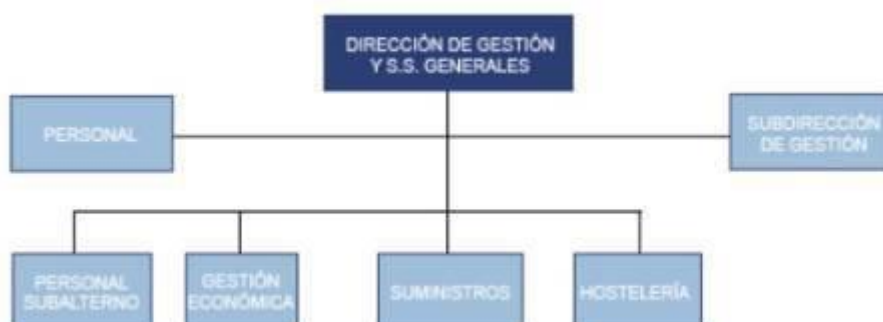 DIRECCIÓN DE GESTIÓN
Y S.S. GENERALES
PERSONAL
SUBDIRECCIÓN
DE GESTIÓN
PERSONAL
SUBALTERNO
GESTIÓN
ECONÓMICA
SUMINISTROS
HOSTELERÍA